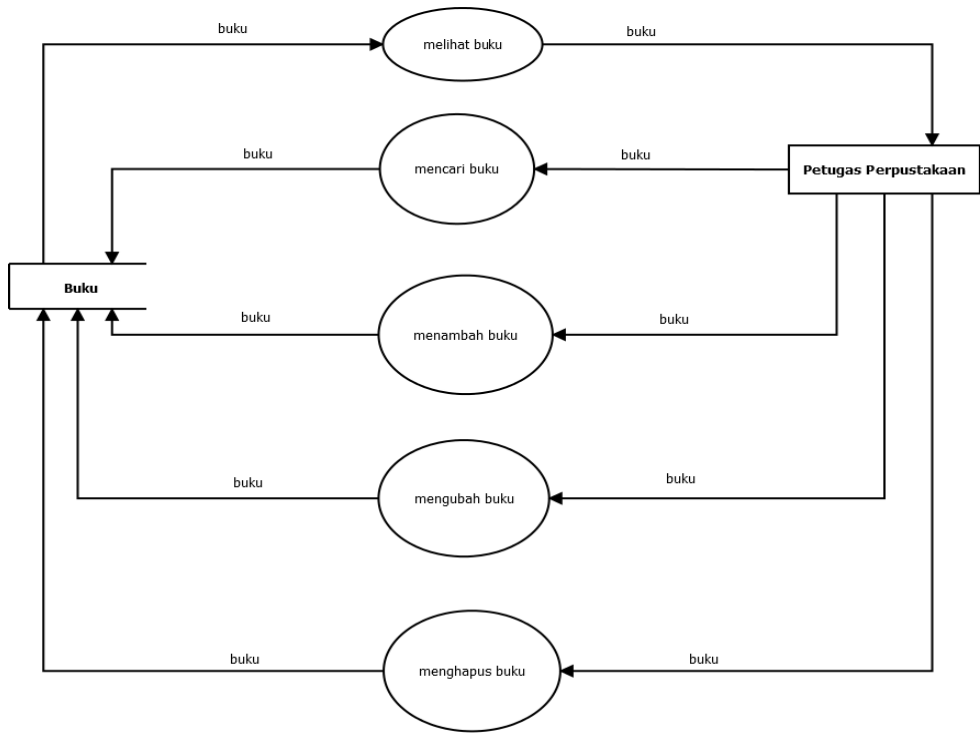 buku
melihat buku
buku
buku
mencari buku
buku
Petugas Perpustakaan
Buku
buku
menambah buku
buku
buku
mengubah buku
buku
buku
menghapus buku
buku